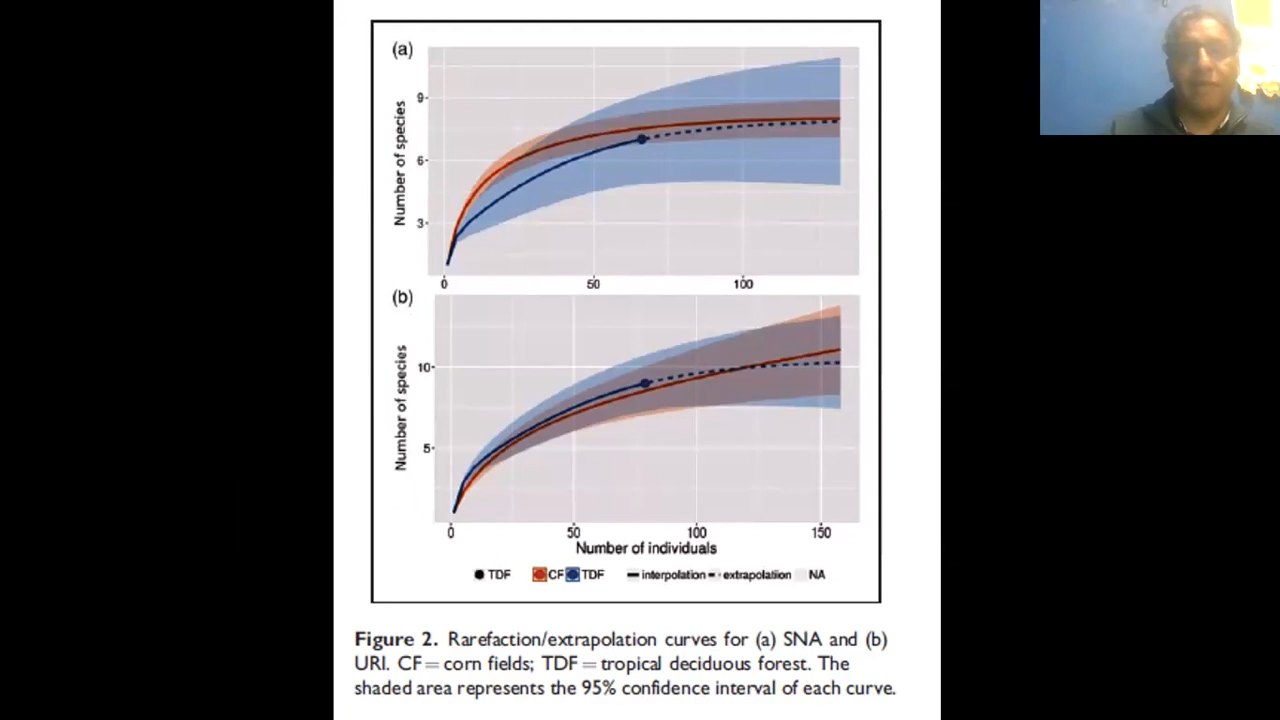 (a)
Number of species
9
6
3
0 50 100
(b)
Number of species
10
5
0 50 100 150
Number of individuals
TDF CF TDF interpolation extrapolation NA
Figure 2. Rarefaction/extrapolation curves for (a) SNA and (b)
URI. CF = corn fields; TDF = tropical deciduous forest. The
shaded area represents the 95% confidence interval of each curve.